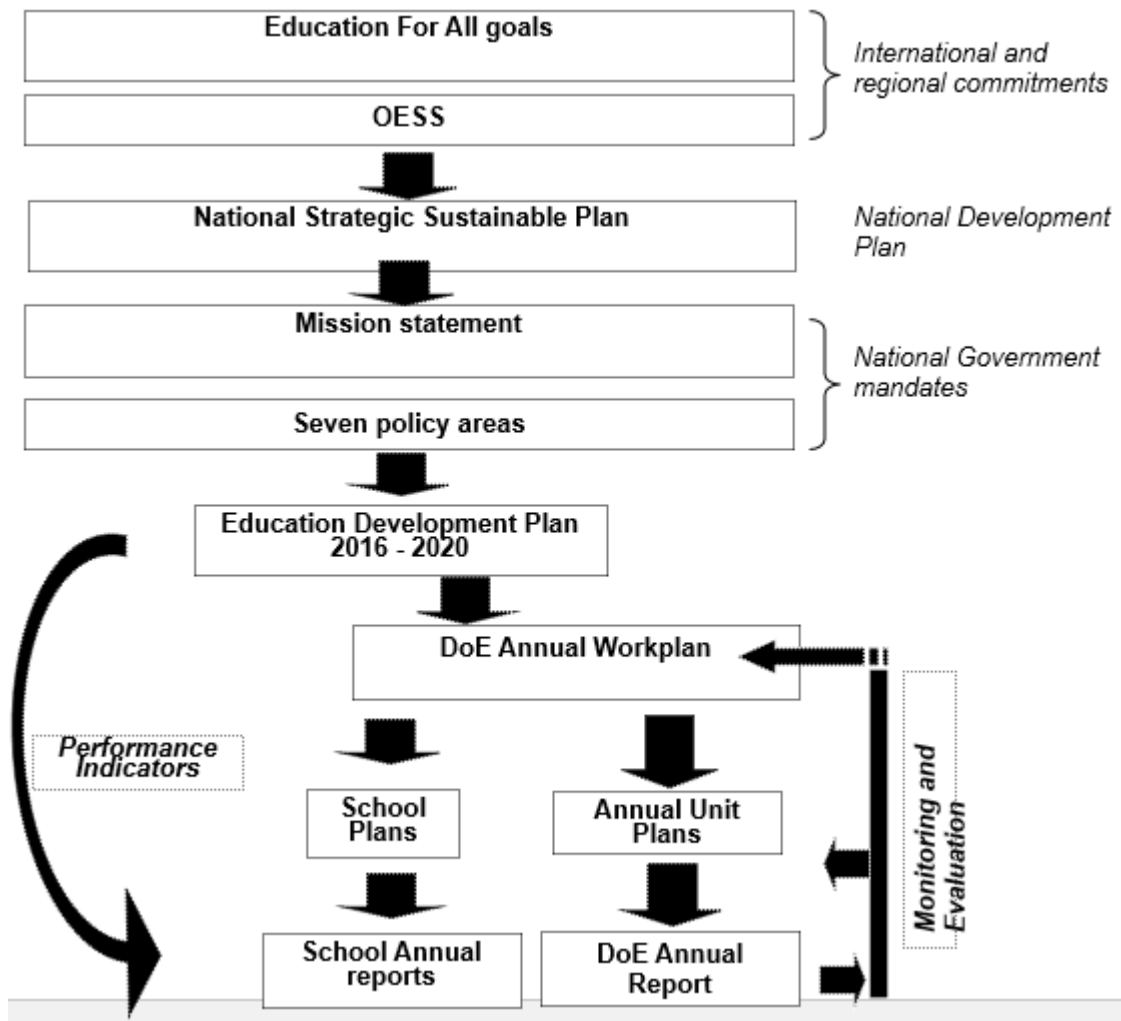 Education For All goals
International and
regional commitments
OESS
National Strategic Sustainable Plan
National Development
Plan
Mission statement
National Government
mandates
Seven policy areas
Education Development Plan
2016 - 2020
DoE Annual Workplan
Performance
Indicators
School
Plans
Annual Unit
Plans
Monitoring and
Evaluation
School Annual
reports
DoE Annual
Report